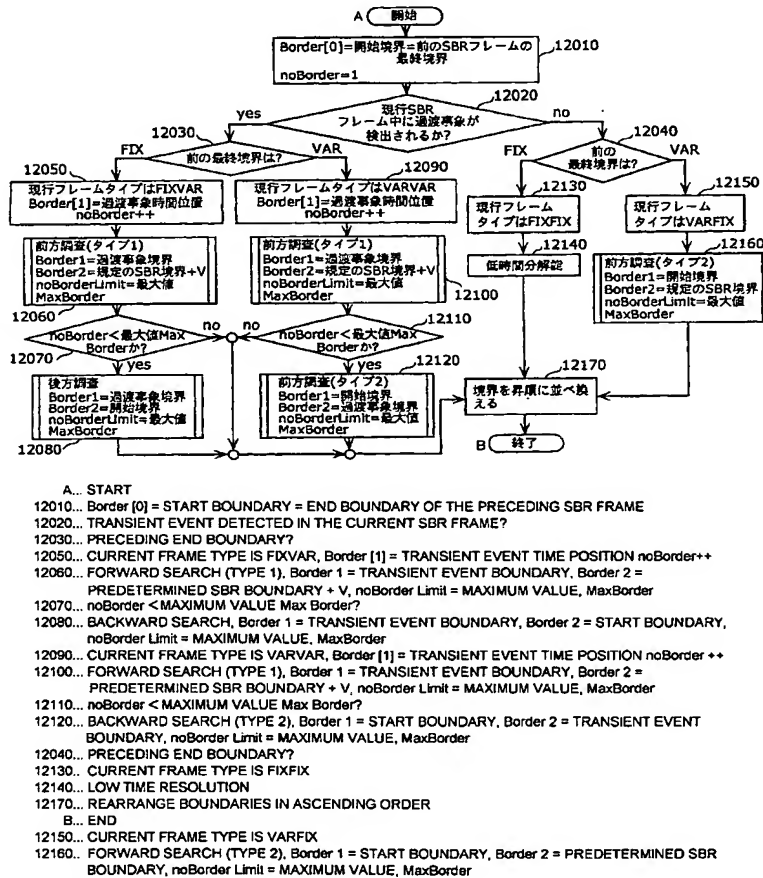 A 開始
Border[0]=開始境界=前のSBRフレームの
最終境界
noBorder=1
12010
12020
現行SBR
フレーム中に過渡事象が
検出されるか?
yes
no
12030
前の最終境界は?
FIX
VAR
12040
前の
最終境界は?
FIX
VAR
12050
現行フレームタイプはFIXVAR
Border[1]=過渡事象時間位置
noBorder++
12090
現行フレームタイプはVARVAR
Border[1]=過渡事象時間位置
noBorder++
12130
現行フレーム
タイプはFIXFIX
12150
現行フレーム
タイプはVARFIX
12140
低時間分解設
12160
前方調査(タイプ2)
Border1=開始境界
Border2=規定のSBR境界
noBorderLimit=最大値
MaxBorder
前方調査(タイプ1)
Border1=過渡事象境界
Border2=規定のSBR境界+V
noBorderLimit=最大値
MaxBorder
12060
前方調査(タイプ1)
Border1=過渡事象境界
Border2=規定のSBR境界+V
noBorderLimit=最大値
MaxBorder
12100
noBorder<最大値Max
Borderか?
12070
no
yes
12110
noBorder<最大値Max
Borderか?
no
yes
後方調査
Border1=過渡事象境界
Border2=開始境界
noBorderLimit=最大値
MaxBorder
12080
12120
前方調査(タイプ2)
Border1=開始境界
Border2=過渡事象境界
noBorderLimit=最大値
MaxBorder
12170
境界を昇順に並べ換
える
B 終了
A... START
12010... Border [0] = START BOUNDARY = END BOUNDARY OF THE PRECEDING SBR FRAME
12020... TRANSIENT EVENT DETECTED IN THE CURRENT SBR FRAME?
12030... PRECEDING END BOUNDARY?
12050... CURRENT FRAME TYPE IS FIXVAR, Border [1] = TRANSIENT EVENT TIME POSITION noBorder++
12060... FORWARD SEARCH (TYPE 1), Border 1 = TRANSIENT EVENT BOUNDARY, Border 2 =
PREDETERMINED SBR BOUNDARY + V, noBorder Limit = MAXIMUM VALUE, MaxBorder
12070... noBorder < MAXIMUM VALUE Max Border?
12080... BACKWARD SEARCH, Border 1 = TRANSIENT EVENT BOUNDARY, Border 2 = START BOUNDARY,
noBorder Limit = MAXIMUM VALUE, MaxBorder
12090... CURRENT FRAME TYPE IS VARVAR, Border [1] = TRANSIENT EVENT TIME POSITION noBorder ++
12100... FORWARD SEARCH (TYPE 1), Border 1 = TRANSIENT EVENT BOUNDARY, Border 2 =
PREDETERMINED SBR BOUNDARY + V, noBorder Limit = MAXIMUM VALUE, MaxBorder
12110... noBorder < MAXIMUM VALUE Max Border?
12120... BACKWARD SEARCH (TYPE 2), Border 1 = START BOUNDARY, Border 2 = TRANSIENT EVENT
BOUNDARY, noBorder Limit = MAXIMUM VALUE, MaxBorder
12040... PRECEDING END BOUNDARY?
12130... CURRENT FRAME TYPE IS FIXFIX
12140... LOW TIME RESOLUTION
12170... REARRANGE BOUNDARIES IN ASCENDING ORDER
B... END
12150... CURRENT FRAME TYPE IS VARFIX
12160... FORWARD SEARCH (TYPE 2), Border 1 = START BOUNDARY, Border 2 = PREDETERMINED SBR
BOUNDARY, noBorder Limit = MAXIMUM VALUE, MaxBorder